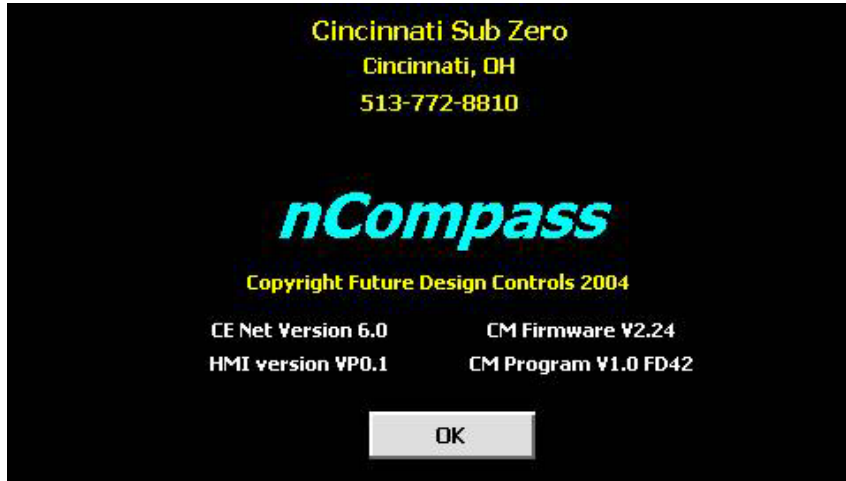 Cincinnati Sub Zero
Cincinnati, OH
513-772-8810
nCompass
Copyright Future Design Controls 2004
CE Net Version 6.0 CM Firmware V2.24
HMI version VP0.1 CM Program V1.0 FD42
OK